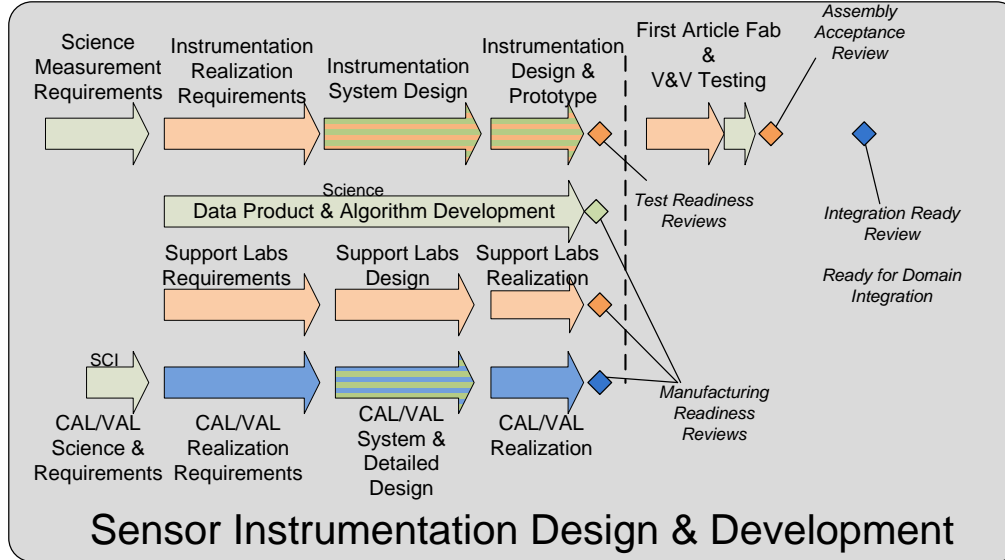 Science
Measurement
Requirements
Instrumentation
Realization
Requirements
Instrumentation
System Design
Instrumentation
Design &
Prototype
First Article Fab
&
V&V Testing
Assembly
Acceptance
Review
Test Readiness
Reviews
Integration Ready
Review
Ready for Domain
Integration
Science
Data Product & Algorithm Development
Support Labs
Requirements
Support Labs
Design
Support Labs
Realization
SCI
CAL/VAL
Science &
Requirements
CAL/VAL
Realization
Requirements
CAL/VAL
System &
Detailed
Design
CAL/VAL
Realization
Manufacturing
Readiness
Reviews
Sensor Instrumentation Design & Development